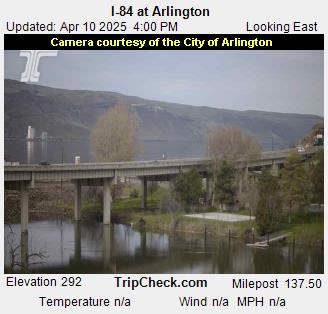 I-84 at Arlington
Updated: Apr 10 2025 4:00 PM Looking East
Camera courtesy of the City of Arlington
Elevation 292 TripCheck.com Milepost 137.50
Temperature n/a Wind n/a MPH n/a